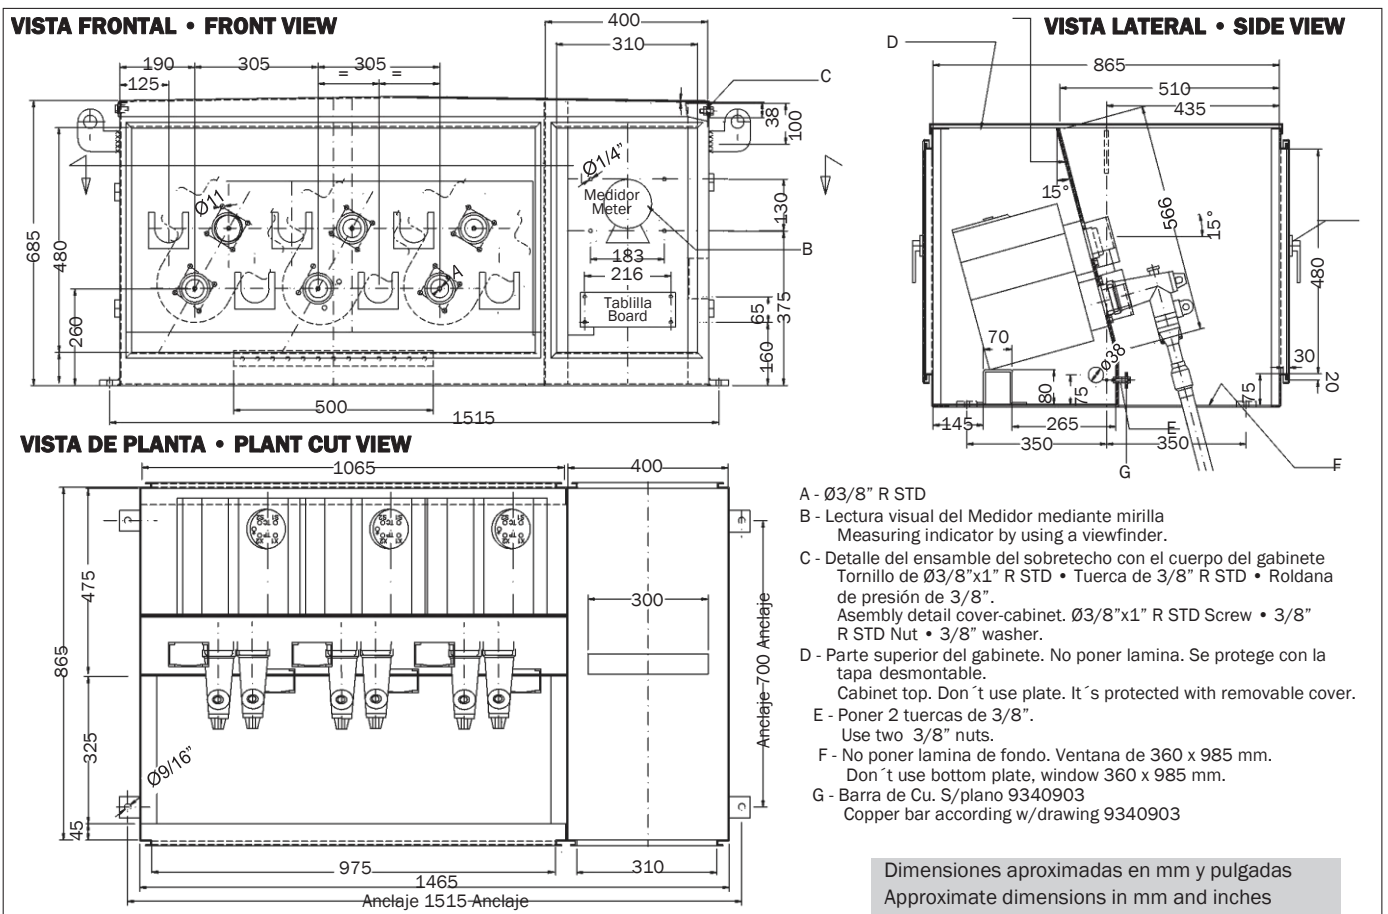 VISTA FRONTAL • FRONT VIEW
400
310
190
305
305
=
=
125
C
38
100
Ø1/4"
Ø11
Medidor
Meter
130
B
183
216
A
Tablilla
Board
65
375
160
685
480
260
500
1515
VISTA LATERAL • SIDE VIEW
D
865
510
435
15°
566
15°
480
70
Ø38
30
20
80
75
75
145
265
E
350
350
G
F
VISTA DE PLANTA • PLANT CUT VIEW
1065
400
475
300
865
Anclaje 700 Anclaje
325
Ø9/16"
45
975
310
1465
Anclaje 1515 Anclaje
A - Ø3/8” R STD
B - Lectura visual del Medidor mediante mirilla
Measuring indicator by using a viewfinder.
C - Detalle del ensamble del sobretecho con el cuerpo del gabinete
Tornillo de Ø3/8”x1” R STD • Tuerca de 3/8” R STD • Roldana
de presión de 3/8”.
Asembly detail cover-cabinet. Ø3/8”x1” R STD Screw • 3/8”
R STD Nut • 3/8” washer.
D - Parte superior del gabinete. No poner lamina. Se protege con la
tapa desmontable.
Cabinet top. Don´t use plate. It´s protected with removable cover.
E - Poner 2 tuercas de 3/8”.
Use two 3/8” nuts.
F - No poner lamina de fondo. Ventana de 360 x 985 mm.
Don´t use bottom plate, window 360 x 985 mm.
G - Barra de Cu. S/plano 9340903
Copper bar according w/drawing 9340903
Dimensiones aproximadas en mm y pulgadas
Approximate dimensions in mm and inches